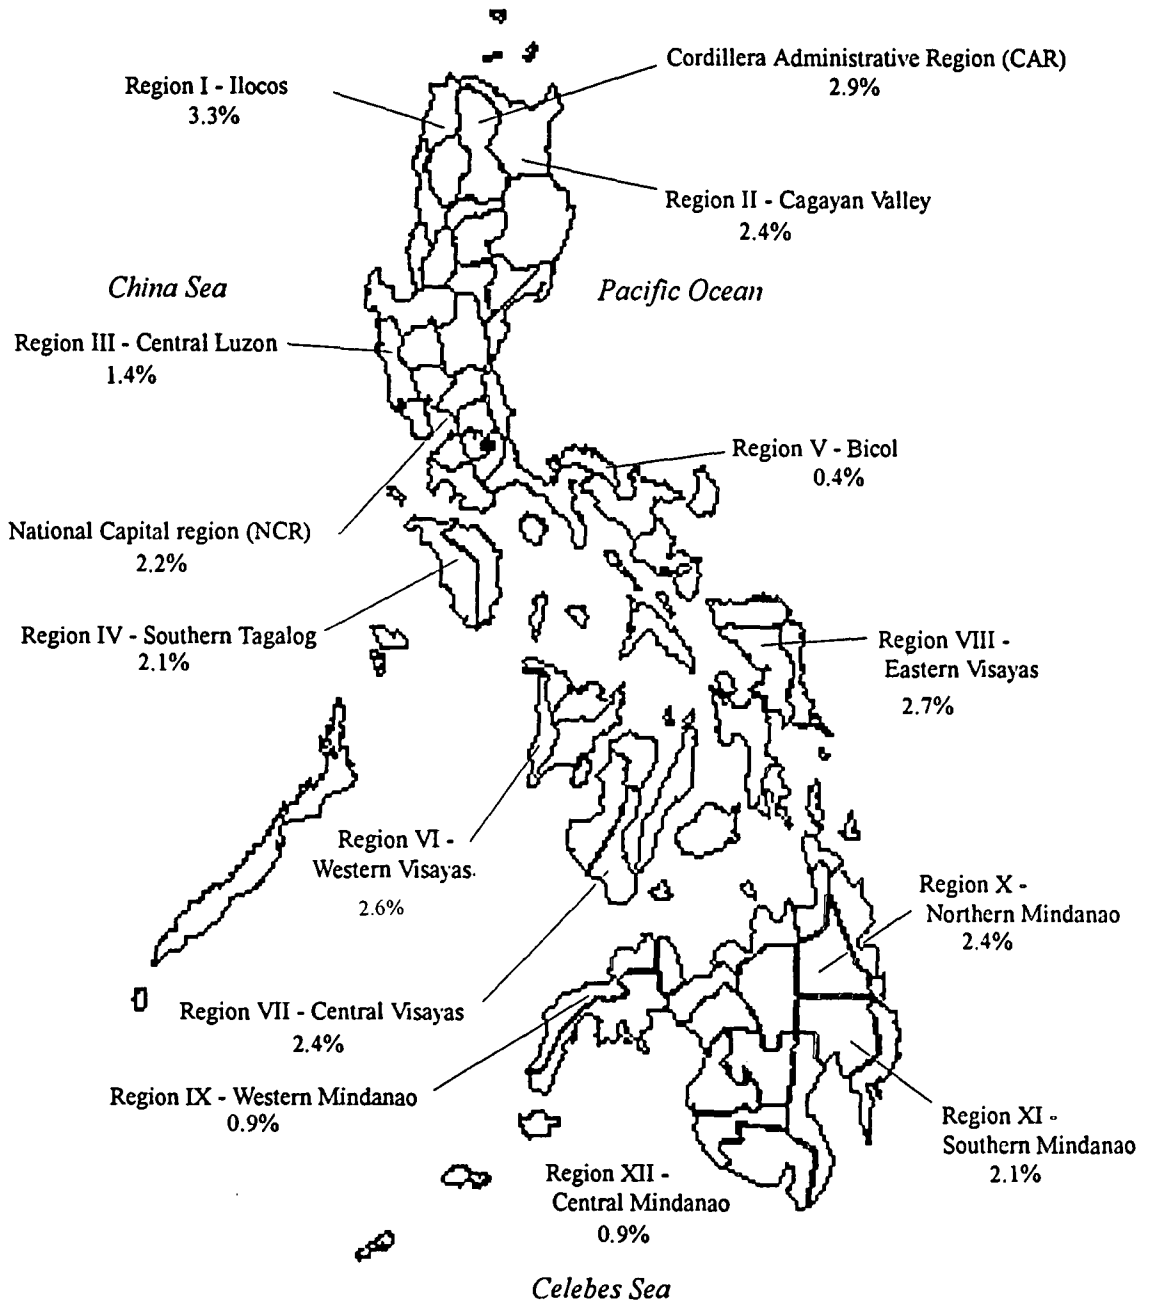 Cordillera Administrative Region (CAR)
2.9%
Region I - Ilocos
3.3%
Region II - Cagayan Valley
2.4%
China Sea
Pacific Ocean
Region III - Central Luzon
1.4%
Region V - Bicol
0.4%
National Capital region (NCR)
2.2%
Region IV - Southern Tagalog
2.1%
Region VIII -
Eastern Visayas
2.7%
Region VI -
Western Visayas
2.6%
Region X -
Northern Mindanao
2.4%
Region VII - Central Visayas
2.4%
Region IX - Western Mindanao
0.9%
Region XI -
Southern Mindanao
2.1%
Region XII -
Central Mindanao
0.9%
Celebes Sea